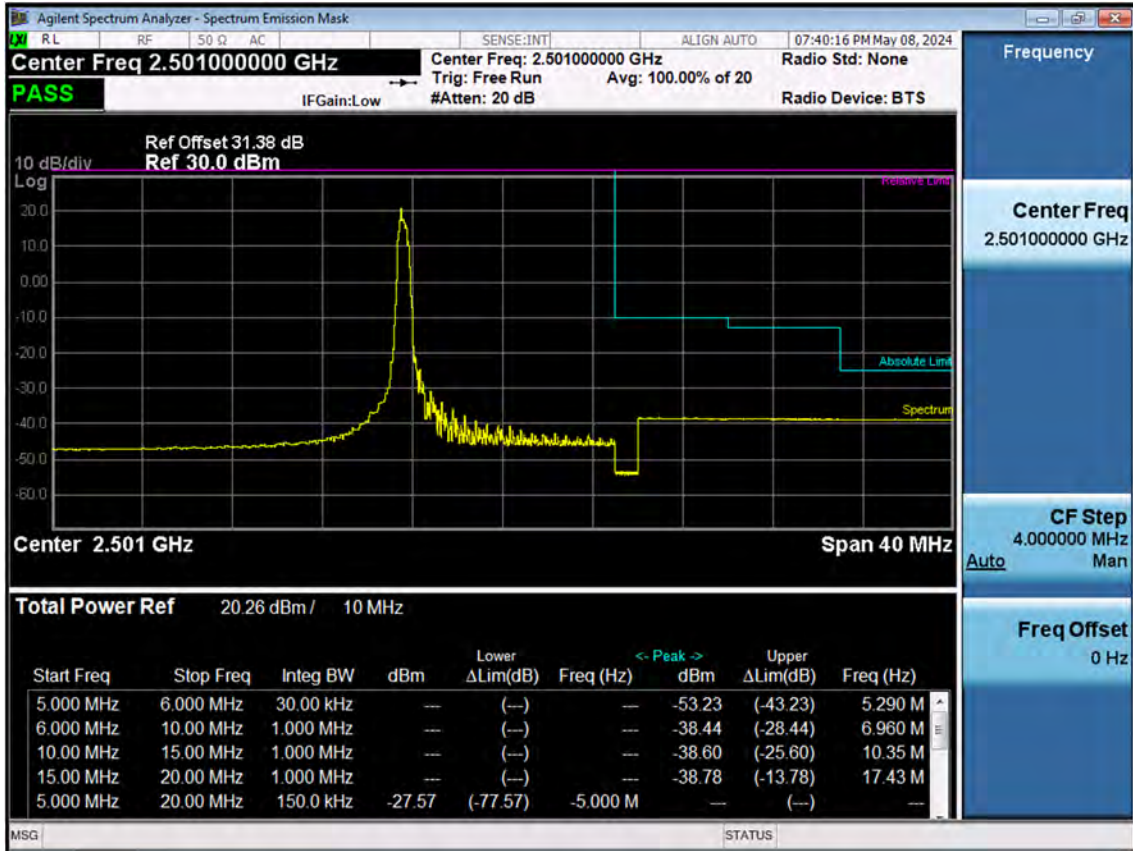 Agilent Spectrum Analyzer - Spectrum Emission Mask
LXI RL RF 50 Ω AC SENSE:INT ALIGN AUTO 07:40:16 PM May 08, 2024
Center Freq 2.501000000 GHz
Center Freq: 2.501000000 GHz
Radio Std: None
Trig: Free Run
Avg: 100.00% of 20
PASS
IFGain:Low
#Atten: 20 dB
Radio Device: BTS
Ref Offset 31.38 dB
10 dB/div Ref 30.0 dBm
Log
Relative Limit
20.0
10.0
0.00
-10.0
-20.0
Absolute Limit
-30.0
Spectrum
-40.0
-50.0
-60.0
Center 2.501 GHz
Span 40 MHz
Total Power Ref 20.26 dBm / 10 MHz
Lower <- Peak -> Upper
Start Freq Stop Freq Integ BW dBm ΔLim(dB) Freq (Hz) dBm ΔLim(dB) Freq (Hz)
5.000 MHz 6.000 MHz 30.00 kHz --- (---) --- -53.23 (-43.23) 5.290 M
6.000 MHz 10.00 MHz 1.000 MHz --- (---) --- -38.44 (-28.44) 6.960 M
10.00 MHz 15.00 MHz 1.000 MHz --- (---) --- -38.60 (-25.60) 10.35 M
15.00 MHz 20.00 MHz 1.000 MHz --- (---) --- -38.78 (-13.78) 17.43 M
5.000 MHz 20.00 MHz 150.0 kHz -27.57 (-77.57) -5.000 M --- (---) ---
MSG
STATUS
Frequency
Center Freq
2.501000000 GHz
CF Step
4.000000 MHz
Auto Man
Freq Offset
0 Hz